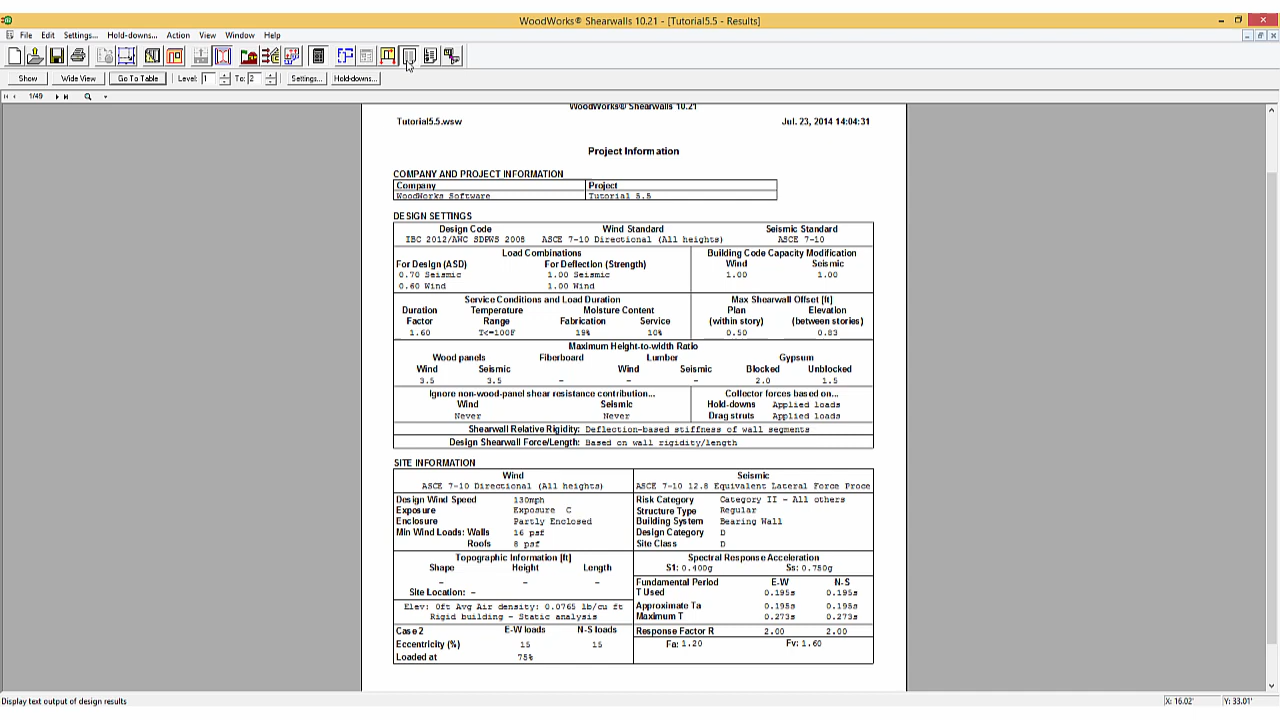 WoodWorks® Shearwalls 10.21 - [Tutorial5.5 - Results]
File Edit Settings... Hold-downs... Action View Window Help
Show Wide View Go To Table Level: 1 To: 2 Settings... Hold-downs...
1/49
WoodWorks® Shearwalls 10.21
Tutorial5.5.wsw Jul. 23, 2014 14:04:31
Project Information
COMPANY AND PROJECT INFORMATION
Company Project
WoodWorks Software Tutorial 5.5
DESIGN SETTINGS
Design Code Wind Standard Seismic Standard
IBC 2012/AWC SDPWS 2008 ASCE 7-10 Directional (All heights) ASCE 7-10
Load Combinations Building Code Capacity Modification
For Design (ASD) For Deflection (Strength) Wind Seismic
0.70 Seismic 1.00 Seismic 1.00 1.00
0.60 Wind 1.00 Wind
Service Conditions and Load Duration Max Shearwall Offset [ft]
Duration Temperature Moisture Content Plan Elevation
Factor Range Fabrication Service (within story) (between stories)
1.60 T<=100F 19% 10% 0.50 0.83
Maximum Height-to-width Ratio
Wood panels Fiberboard Lumber Gypsum
Wind Seismic Wind Seismic Blocked Unblocked
3.5 3.5 - - - 2.0 1.5
Ignore non-wood-panel shear resistance contribution... Collector forces based on...
Wind Seismic Hold-downs Applied loads
Never Never Drag struts Applied loads
Shearwall Relative Rigidity: Deflection-based stiffness of wall segments
Design Shearwall Force/Length: Based on wall rigidity/length
SITE INFORMATION
Wind Seismic
ASCE 7-10 Directional (All heights) ASCE 7-10 12.8 Equivalent Lateral Force Proce
Design Wind Speed 130mph Risk Category Category II - All others
Exposure Exposure C Structure Type Regular
Enclosure Partly Enclosed Building System Bearing Wall
Min Wind Loads: Walls 16 psf Design Category D
Roofs 8 psf Site Class D
Topographic Information [ft] Spectral Response Acceleration
Shape Height Length S1: 0.400g Ss: 0.750g
- - - Fundamental Period E-W N-S
Site Location: - T Used 0.195s 0.195s
Elev: 0ft Avg Air density: 0.0765 lb/cu ft Approximate Ta 0.195s 0.195s
Rigid building - Static analysis Maximum T 0.273s 0.273s
Case 2 E-W loads N-S loads Response Factor R 2.00 2.00
Eccentricity (%) 15 15 Fa: 1.20 Fv: 1.60
Loaded at 75%
Display text output of design results X: 16.02' Y: 33.01'